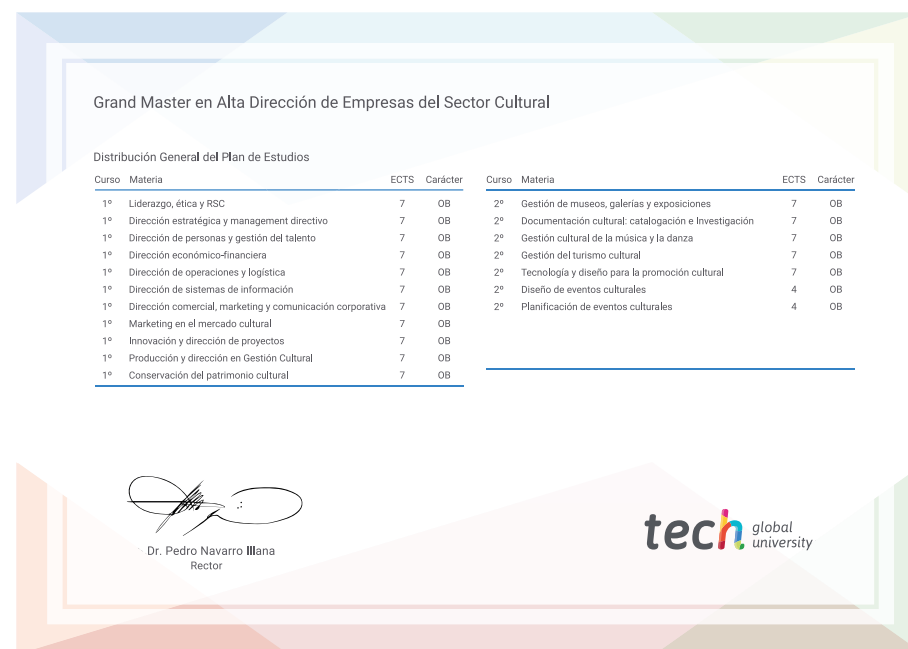 Grand Master en Alta Dirección de Empresas del Sector Cultural
Distribución General del Plan de Estudios
Curso Materia ECTS Carácter
1º Liderazgo, ética y RSC 7 OB
1º Dirección estratégica y management directivo 7 OB
1º Dirección de personas y gestión del talento 7 OB
1º Dirección económico-financiera 7 OB
1º Dirección de operaciones y logística 7 OB
1º Dirección de sistemas de información 7 OB
1º Dirección comercial, marketing y comunicación corporativa 7 OB
1º Marketing en el mercado cultural 7 OB
1º Innovación y dirección de proyectos 7 OB
1º Producción y dirección en Gestión Cultural 7 OB
1º Conservación del patrimonio cultural 7 OB
Curso Materia ECTS Carácter
2º Gestión de museos, galerías y exposiciones 7 OB
2º Documentación cultural: catalogación e Investigación 7 OB
2º Gestión cultural de la música y la danza 7 OB
2º Gestión del turismo cultural 7 OB
2º Tecnología y diseño para la promoción cultural 7 OB
2º Diseño de eventos culturales 4 OB
2º Planificación de eventos culturales 4 OB
Dr. Pedro Navarro Illana
Rector
tech global
university